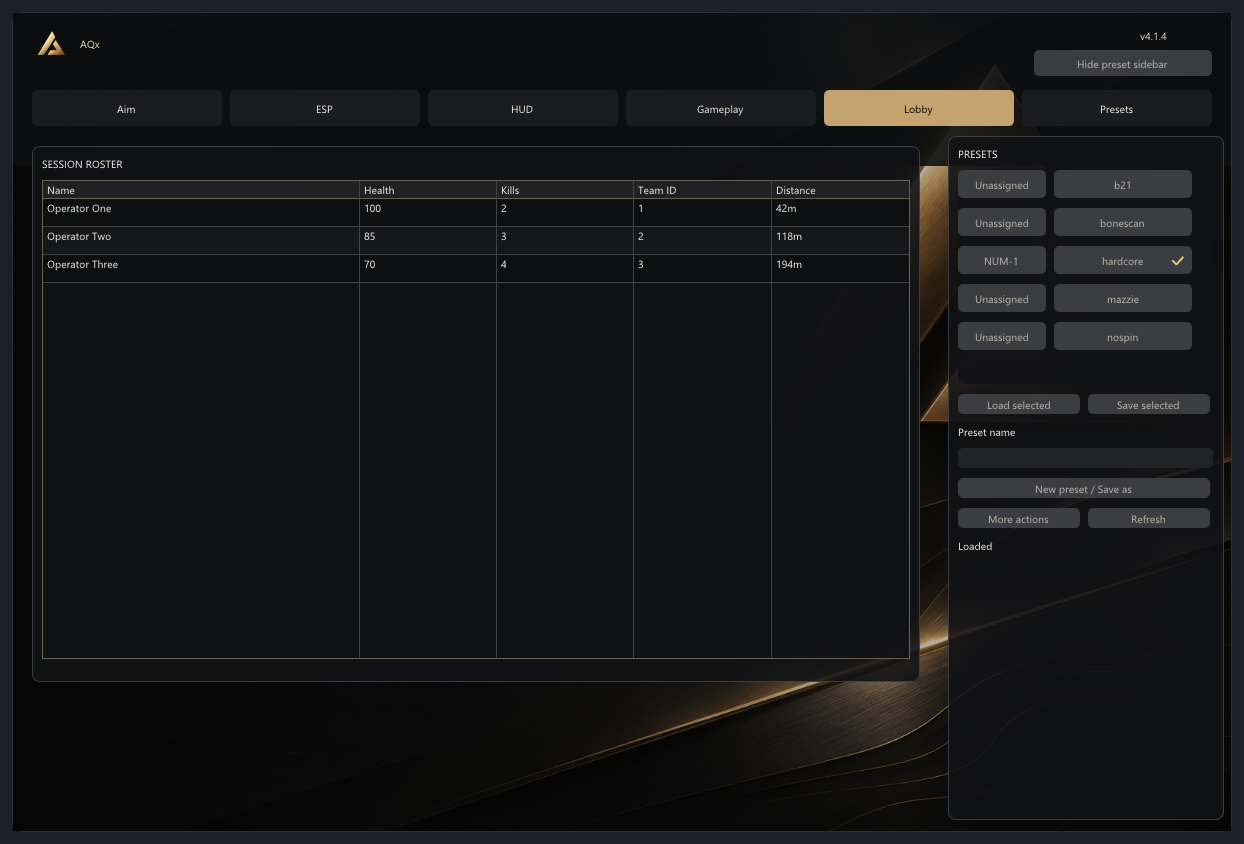 AQx
v4.1.4
Hide preset sidebar
Aim ESP HUD Gameplay Lobby Presets
SESSION ROSTER
Name Health Kills Team ID Distance
Operator One 100 2 1 42m
Operator Two 85 3 2 118m
Operator Three 70 4 3 194m
PRESETS
Unassigned b21
Unassigned bonescan
NUM-1 hardcore
Unassigned mazzie
Unassigned nospin
Load selected Save selected
Preset name
New preset / Save as
More actions Refresh
Loaded